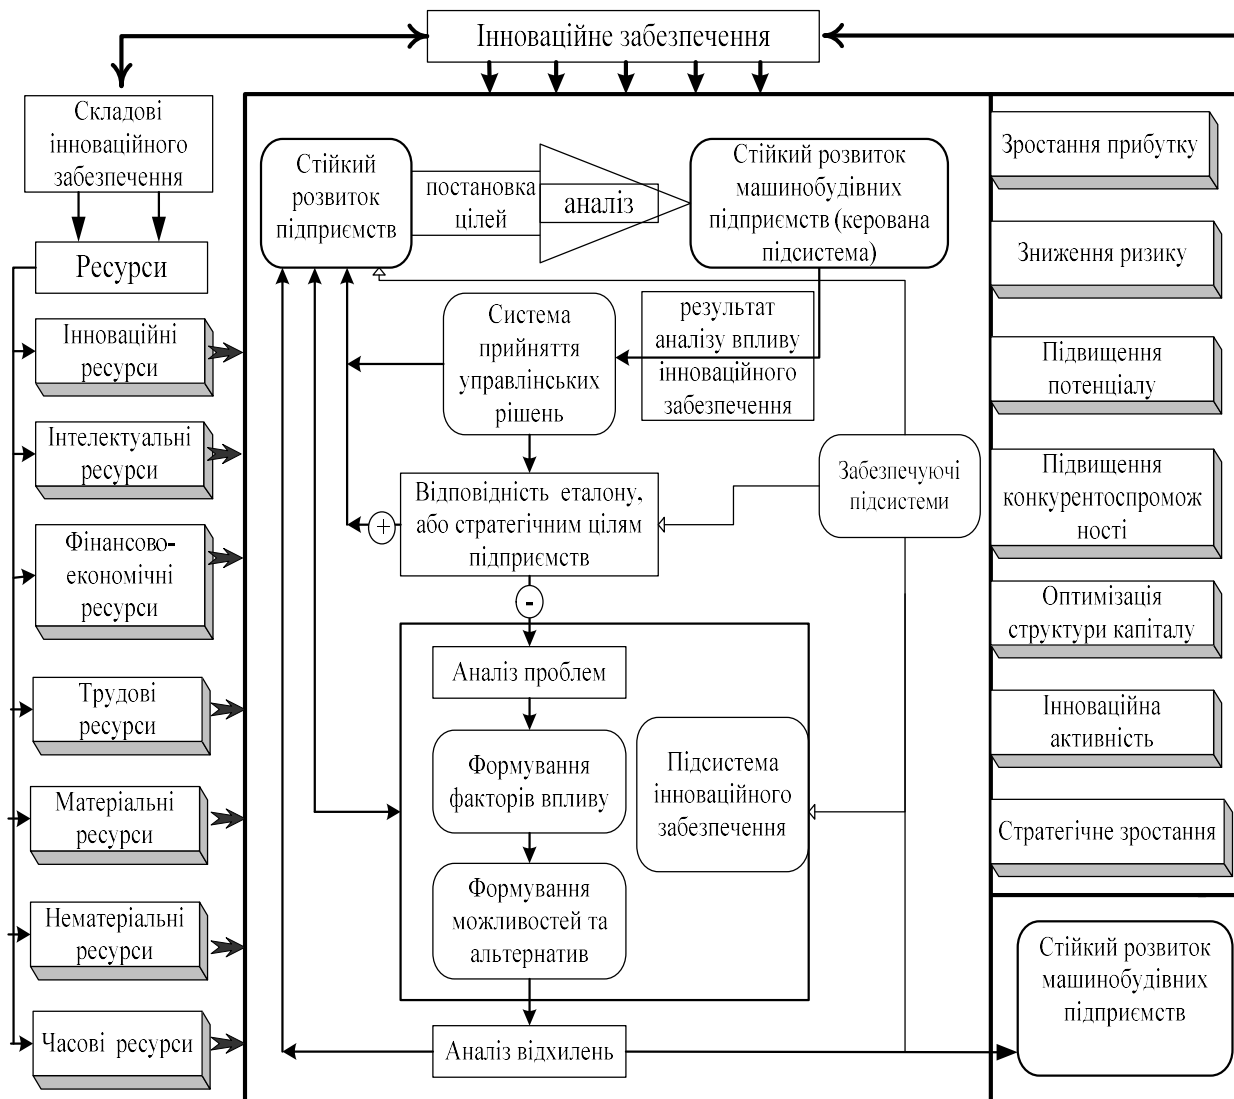 Інноваційне забезпечення
Складові
інноваційного
забезпечення
Ресурси
Інноваційні
ресурси
Інтелектуальні
ресурси
Фінансово-
економічні
ресурси
Трудові
ресурси
Матеріальні
ресурси
Нематеріальні
ресурси
Часові ресурси
Стійкий
розвиток
підприємств
постановка
цілей
аналіз
Стійкий розвиток
машинобудівних
підприємств (керована
підсистема)
Система
прийняття
управлінських
рішень
результат
аналізу впливу
інноваційного
забезпечення
Забезпечуючі
підсистеми
Відповідність еталону,
або стратегічним цілям
підприємств
+
-
Аналіз проблем
Формування
факторів впливу
Підсистема
інноваційного
забезпечення
Формування
можливостей та
альтернатив
Аналіз відхилень
Зростання прибутку
Зниження ризику
Підвищення
потенціалу
Підвищення
конкурентоспромож
ності
Оптимізація
структури капіталу
Інноваційна
активність
Стратегічне зростання
Стійкий розвиток
машинобудівних
підприємств